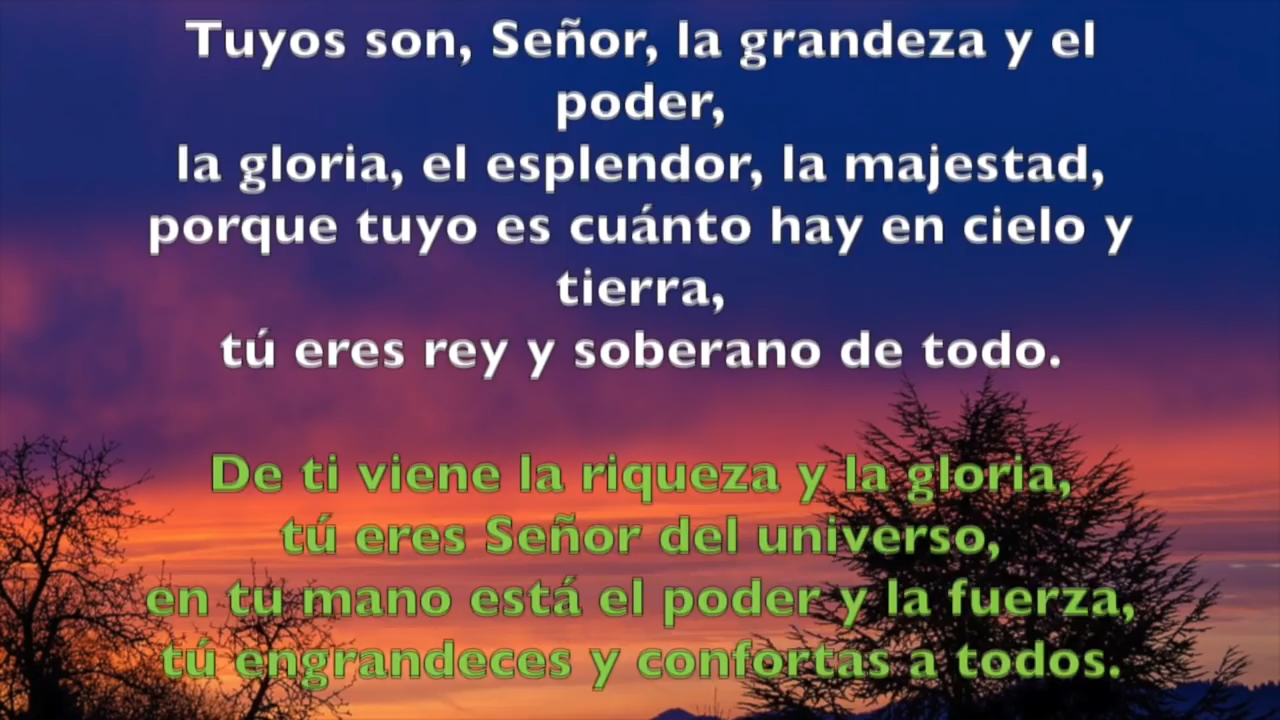 Tuyos son, Señor, la grandeza y el
poder,
la gloria, el esplendor, la majestad,
porque tuyo es cuánto hay en cielo y
tierra,
tú eres rey y soberano de todo.
De ti viene la riqueza y la gloria,
tú eres Señor del universo,
en tu mano está el poder y la fuerza,
tú engrandeces y confortas a todos.